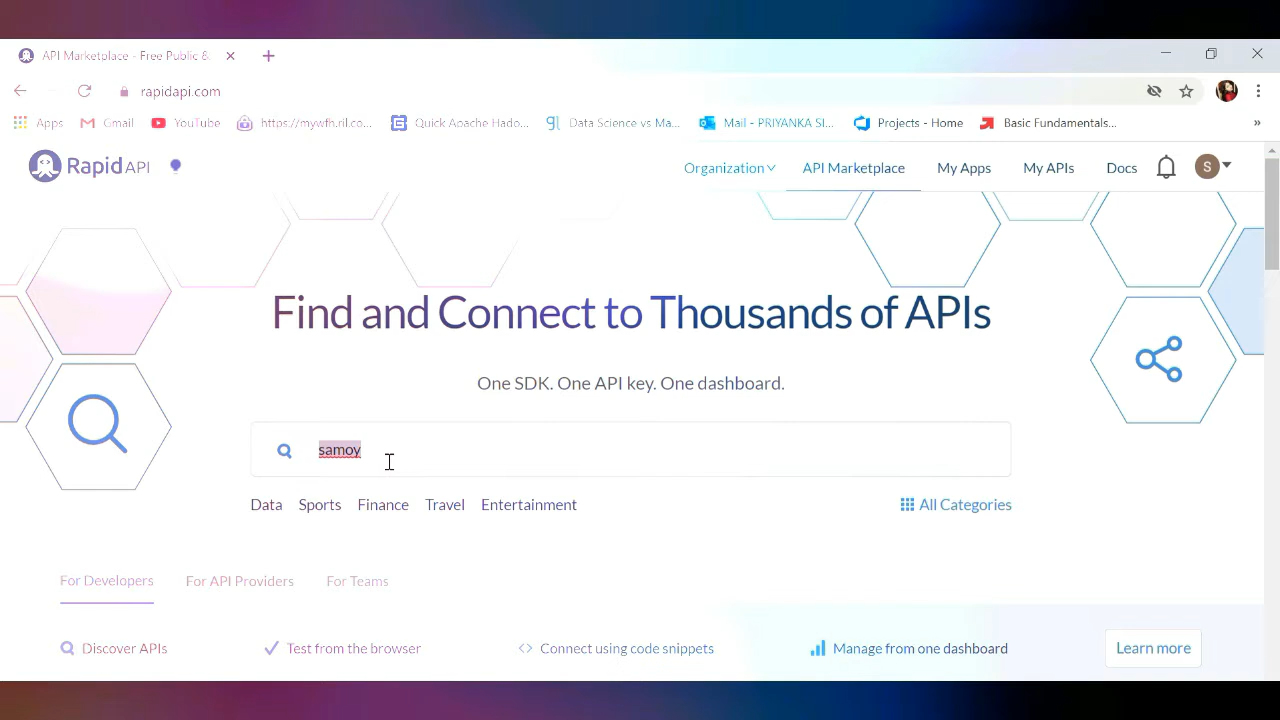 API Marketplace - Free Public &
rapidapi.com
Apps Gmail YouTube https://mywfh.ril.co... Quick Apache Hado... Data Science vs Ma... Mail - PRIYANKA SI... Projects - Home Basic Fundamentals... »
Rapid API Organization API Marketplace My Apps My APIs Docs S
Find and Connect to Thousands of APIs
One SDK. One API key. One dashboard.
samoy
Data Sports Finance Travel Entertainment All Categories
For Developers For API Providers For Teams
Discover APIs Test from the browser Connect using code snippets Manage from one dashboard Learn more